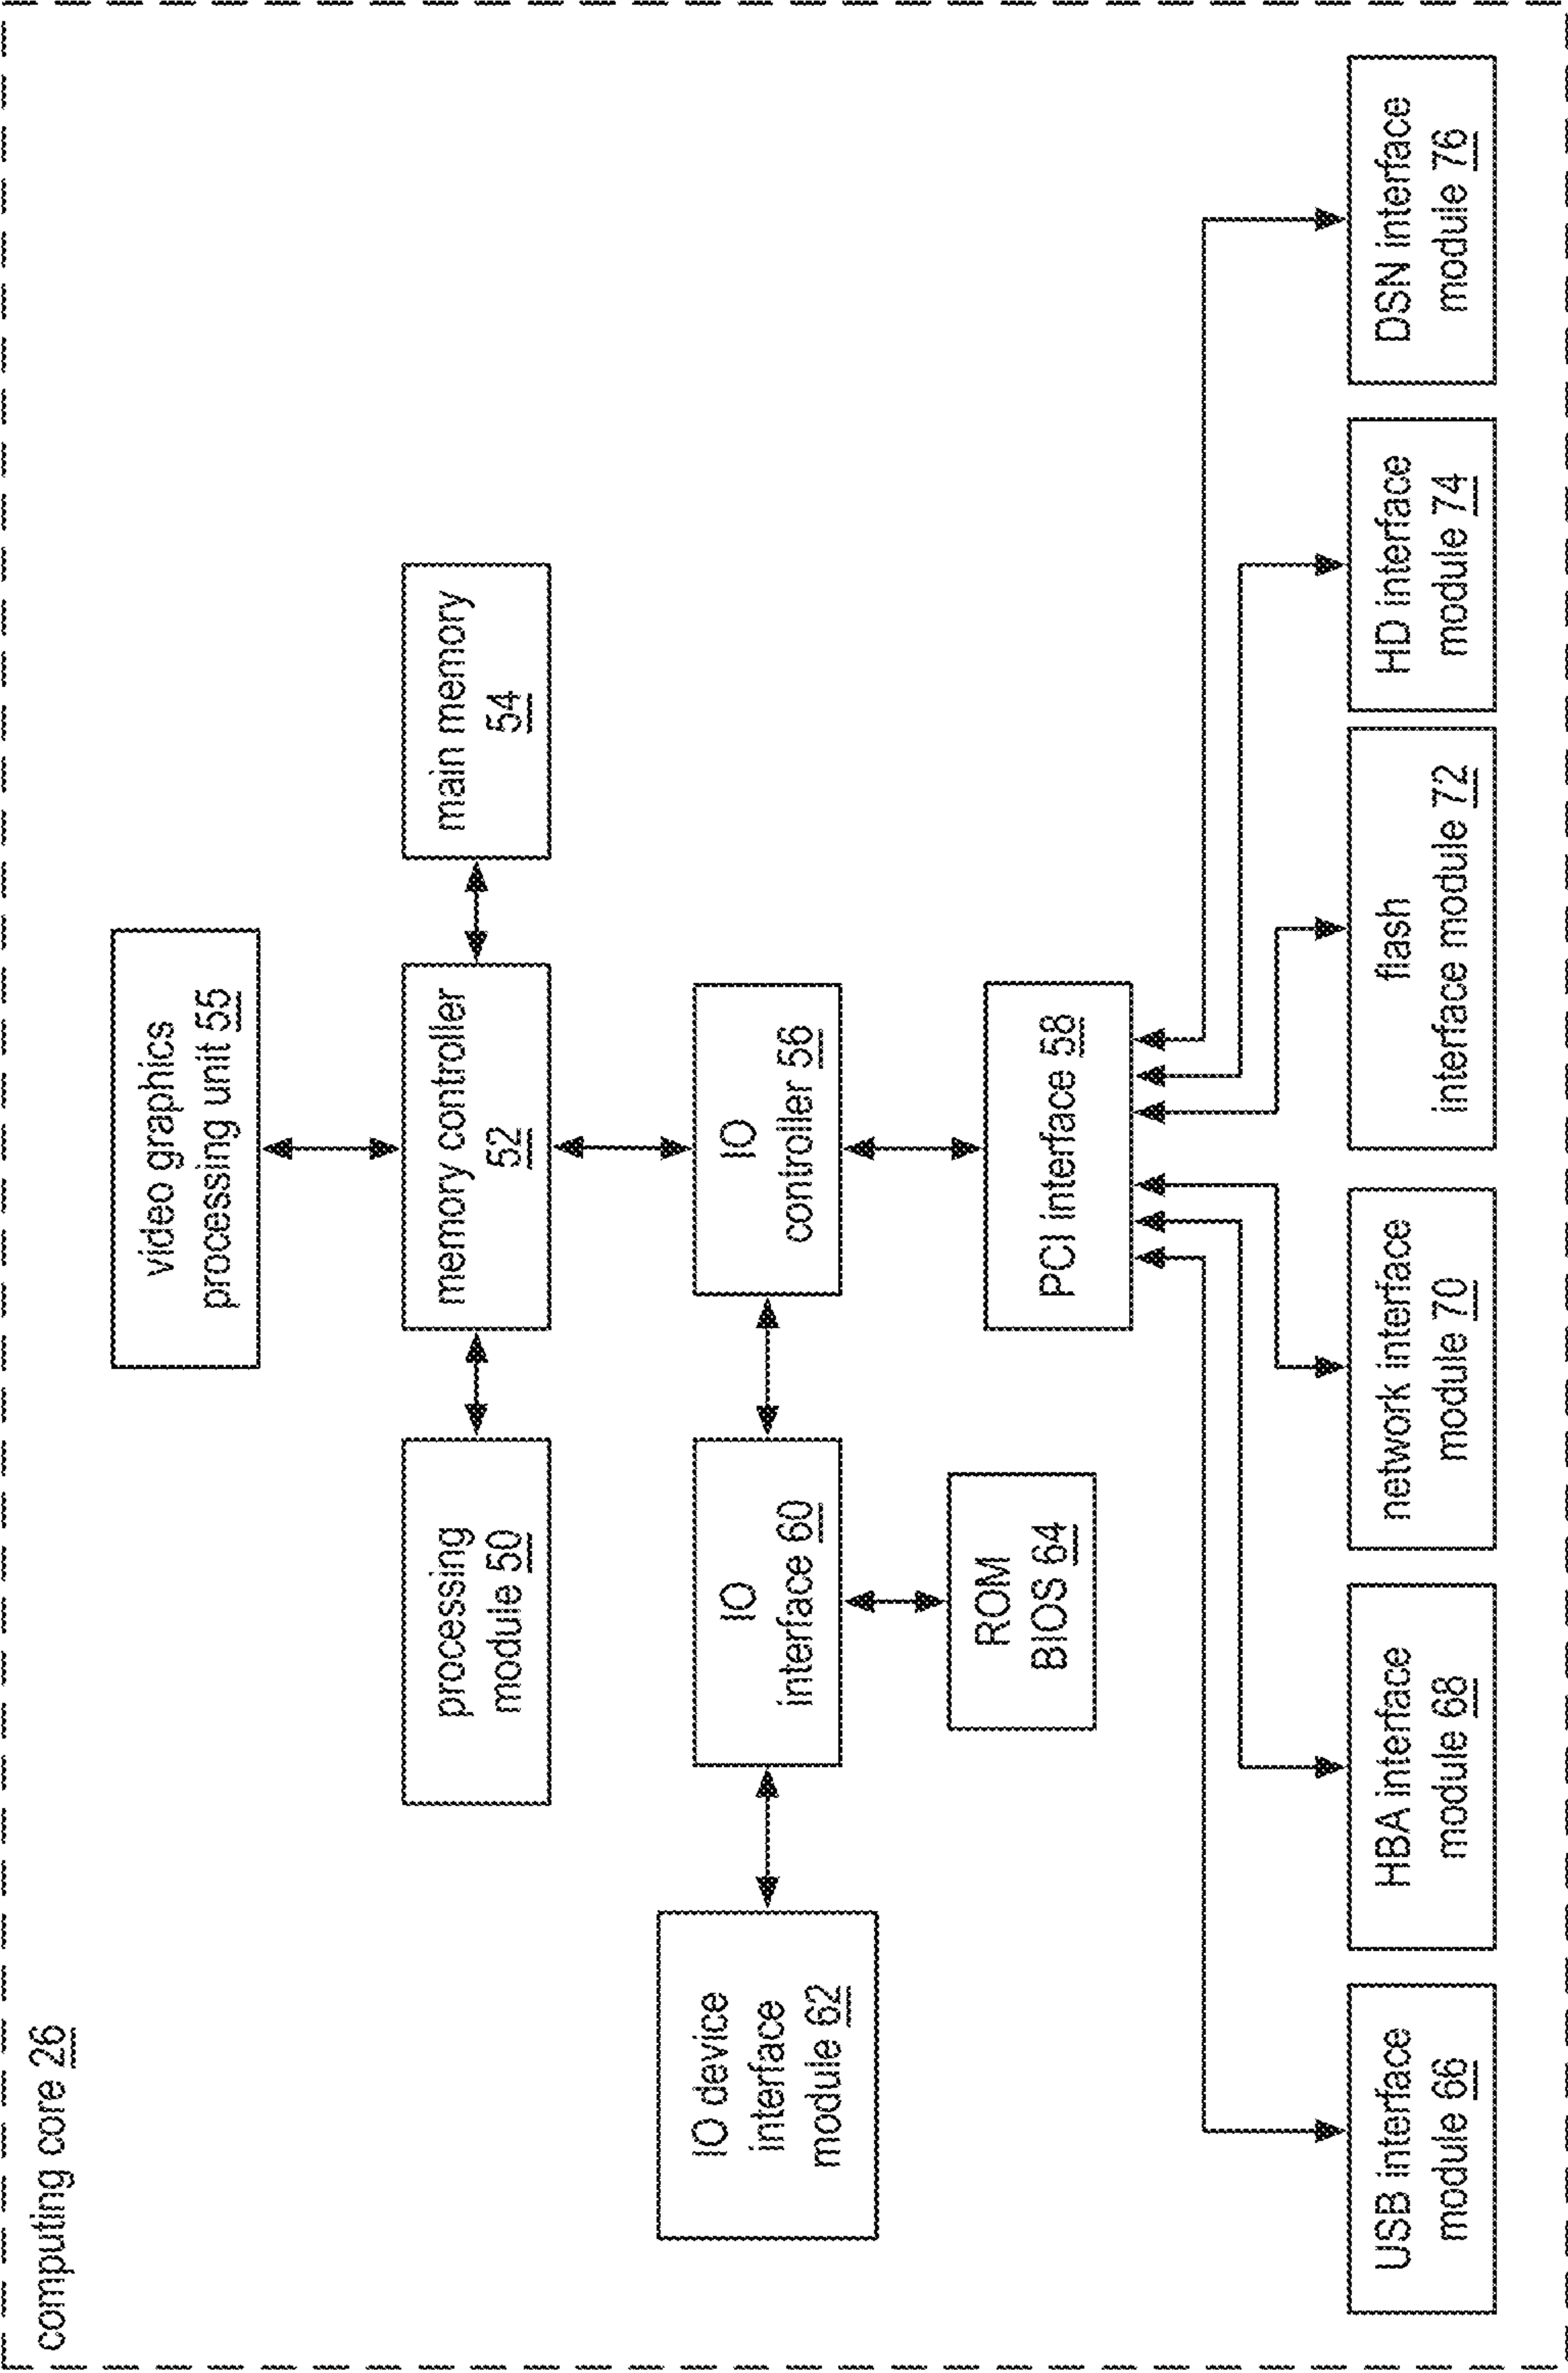 computing core 26
video graphics
processing unit 55
processing
module 50
memory controller
52
main memory
54
IO device
interface
module 62
IO
interface 60
IO
controller 56
ROM
BIOS 64
PCI interface 58
USB interface
module 66
HBA interface
module 68
network interface
module 70
flash
interface module 72
HD interface
module 74
DSN interface
module 76